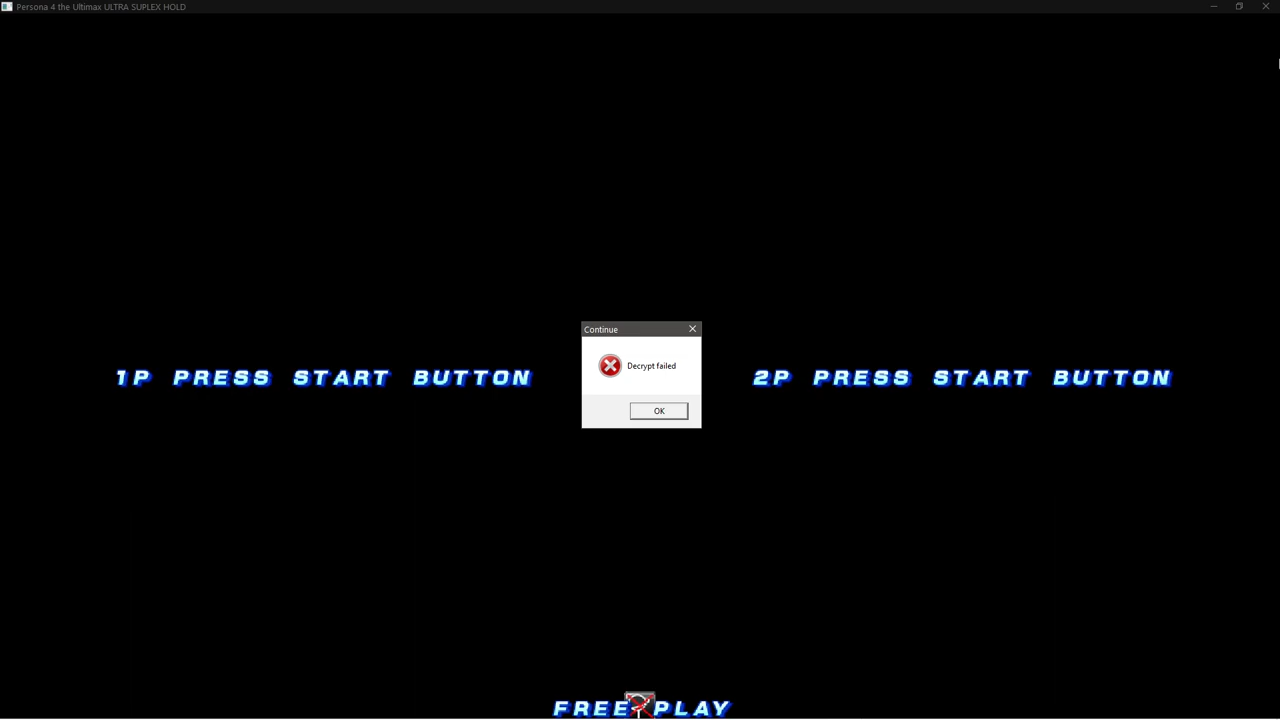 Persona 4 the Ultimax ULTRA SUPLEX HOLD
Continue
Decrypt failed
OK
1P PRESS START BUTTON
2P PRESS START BUTTON
FREE PLAY